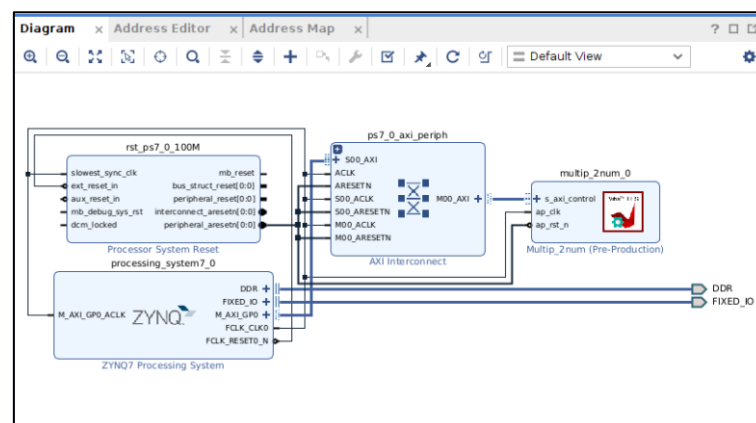 Diagram × Address Editor × Address Map ×
Default View
rst_ps7_0_100M
slowest_sync_clk
ext_reset_in
aux_reset_in
mb_debug_sys_rst
dcm_locked
mb_reset
bus_struct_reset[0:0]
peripheral_reset[0:0]
interconnect_aresetn[0:0]
peripheral_aresetn[0:0]
Processor System Reset
ps7_0_axi_periph
S00_AXI
ACLK
ARESETN
S00_ACLK
S00_ARESETN
M00_ACLK
M00_ARESETN
M00_AXI
AXI Interconnect
multip_2num_0
s_axi_control
ap_clk
ap_rst_n
Multip_2num (Pre-Production)
processing_system7_0
M_AXI_GP0_ACLK
ZYNQ
DDR
FIXED_IO
M_AXI_GP0
FCLK_CLK0
FCLK_RESET0_N
ZYNQ7 Processing System
DDR
FIXED_IO